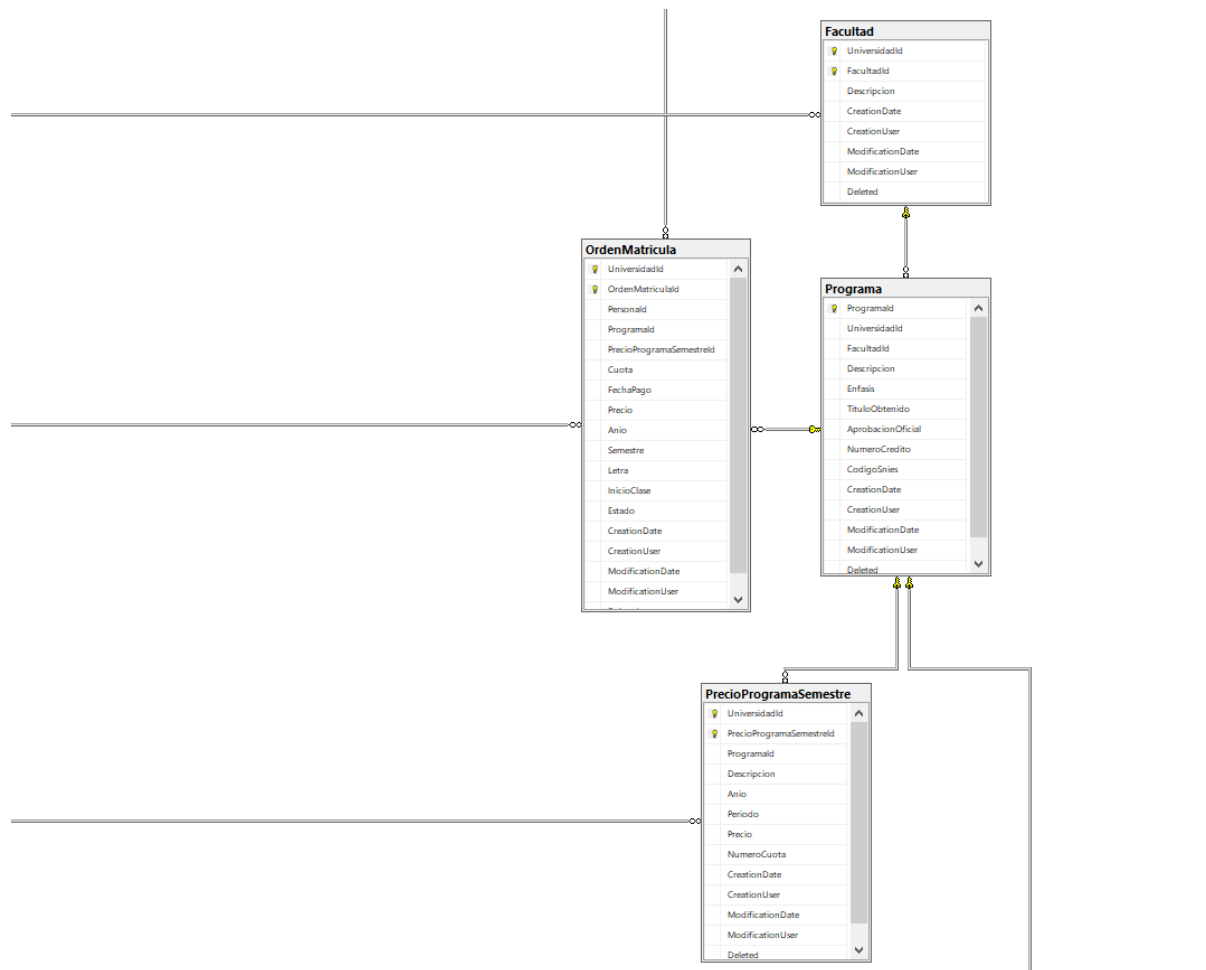 Facultad
UniversidadId
FacultadId
Descripcion
CreationDate
CreationUser
ModificationDate
ModificationUser
Deleted
OrdenMatricula
UniversidadId
OrdenMatriculaId
PersonaId
ProgramaId
PrecioProgramaSemestreId
Cuota
FechaPago
Precio
Anio
Semestre
Letra
InicioClase
Estado
CreationDate
CreationUser
ModificationDate
ModificationUser
Programa
ProgramaId
UniversidadId
FacultadId
Descripcion
Enfasis
TituloObtenido
AprobacionOficial
NumeroCredito
CodigoSnies
CreationDate
CreationUser
ModificationDate
ModificationUser
Deleted
PrecioProgramaSemestre
UniversidadId
PrecioProgramaSemestreId
ProgramaId
Descripcion
Anio
Periodo
Precio
NumeroCuota
CreationDate
CreationUser
ModificationDate
ModificationUser
Deleted